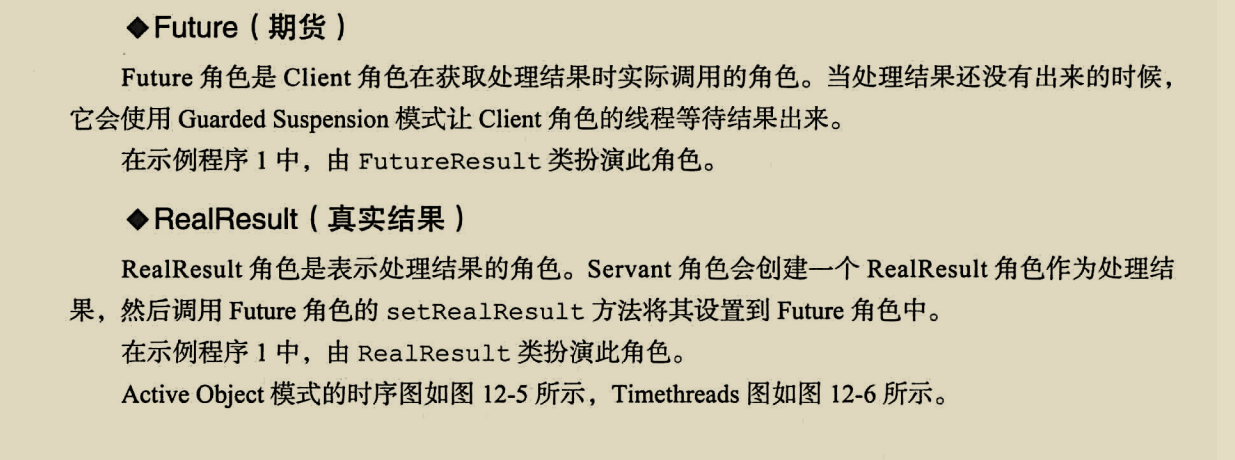 ◆Future（期货）
Future 角色是 Client 角色在获取处理结果时实际调用的角色。当处理结果还没有出来的时候，
它会使用 Guarded Suspension 模式让 Client 角色的线程等待结果出来。
在示例程序 1 中，由 FutureResult 类扮演此角色。
◆RealResult（真实结果）
RealResult 角色是表示处理结果的角色。Servant 角色会创建一个 RealResult 角色作为处理结
果，然后调用 Future 角色的 setRealResult 方法将其设置到 Future 角色中。
在示例程序 1 中，由 RealResult 类扮演此角色。
Active Object 模式的时序图如图 12-5 所示，Timethreads 图如图 12-6 所示。